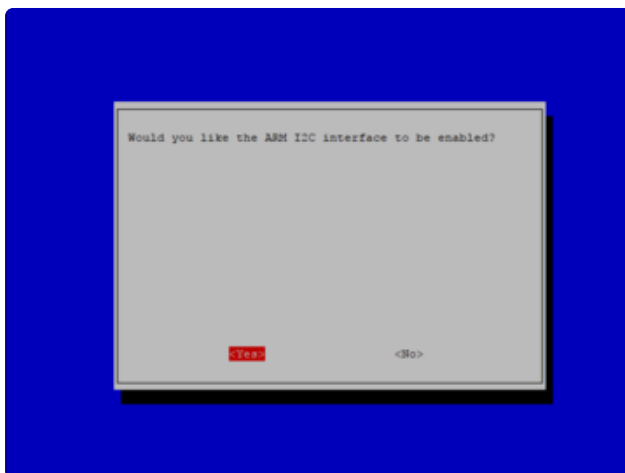 Would you like the ARM I2C interface to be enabled?
<Yes> <No>